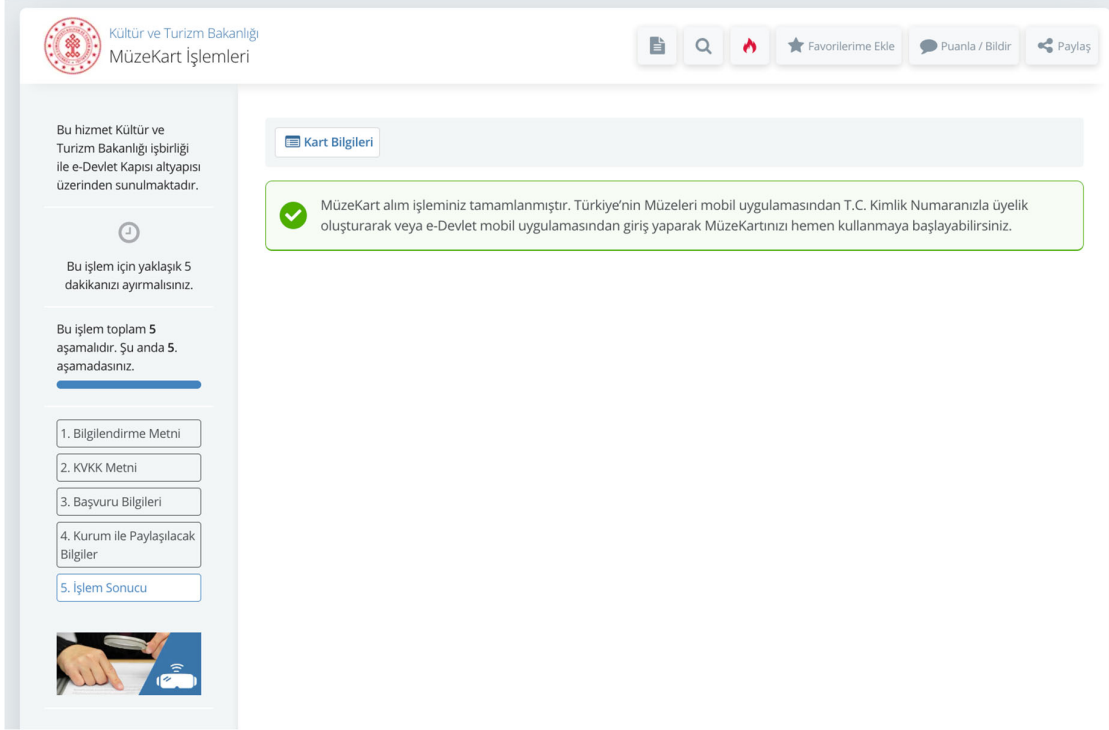 Kültür ve Turizm Bakanlığı
MüzeKart İşlemleri
Favorilerime Ekle
Puanla / Bildir
Paylaş
Bu hizmet Kültür ve
Turizm Bakanlığı işbirliği
ile e-Devlet Kapısı altyapısı
üzerinden sunulmaktadır.
Bu işlem için yaklaşık 5
dakikanızı ayırmalısınız.
Bu işlem toplam 5
aşamalıdır. Şu anda 5.
aşamadasınız.
1. Bilgilendirme Metni
2. KVKK Metni
3. Başvuru Bilgileri
4. Kurum ile Paylaşılacak
Bilgiler
5. İşlem Sonucu
Kart Bilgileri
MüzeKart alım işleminiz tamamlanmıştır. Türkiye’nin Müzeleri mobil uygulamasından T.C. Kimlik Numaranızla üyelik
oluşturarak veya e-Devlet mobil uygulamasından giriş yaparak MüzeKartınızı hemen kullanmaya başlayabilirsiniz.